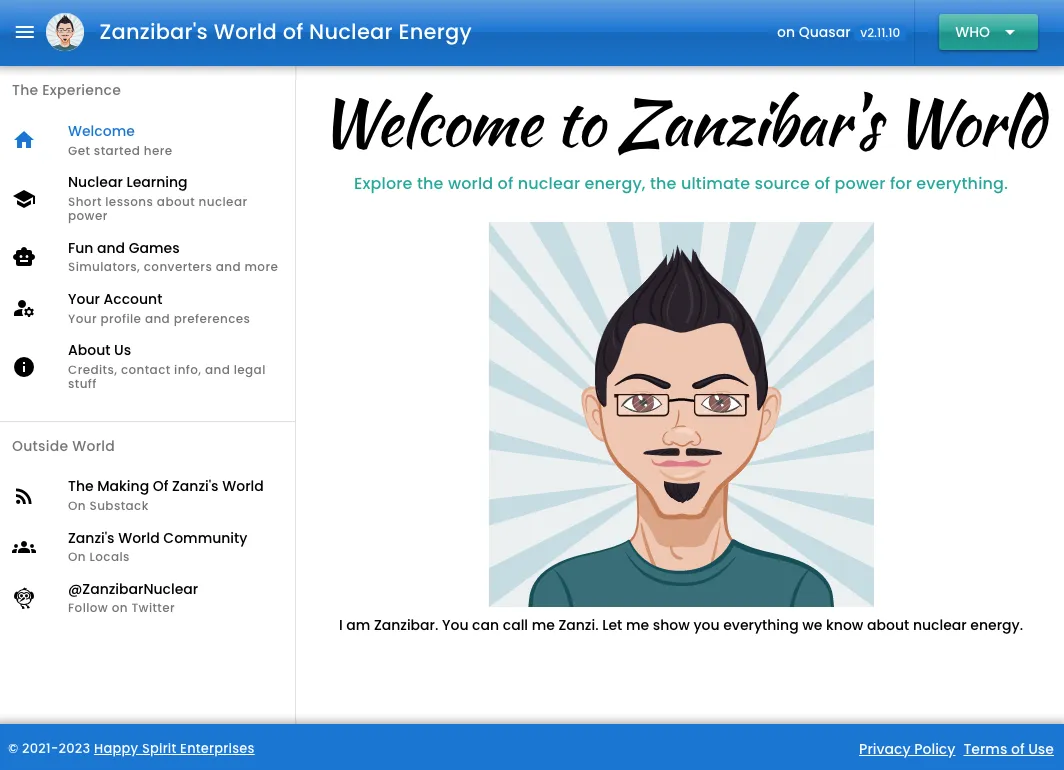 Zanzibar's World of Nuclear Energy
on Quasar v2.11.10
WHO
The Experience
Welcome
Get started here
Nuclear Learning
Short lessons about nuclear
power
Fun and Games
Simulators, converters and more
Your Account
Your profile and preferences
About Us
Credits, contact info, and legal
stuff
Outside World
The Making Of Zanzi's World
On Substack
Zanzi's World Community
On Locals
@ZanzibarNuclear
Follow on Twitter
Welcome to Zanzibar's World
Explore the world of nuclear energy, the ultimate source of power for everything.
I am Zanzibar. You can call me Zanzi. Let me show you everything we know about nuclear energy.
© 2021-2023 Happy Spirit Enterprises
Privacy Policy Terms of Use